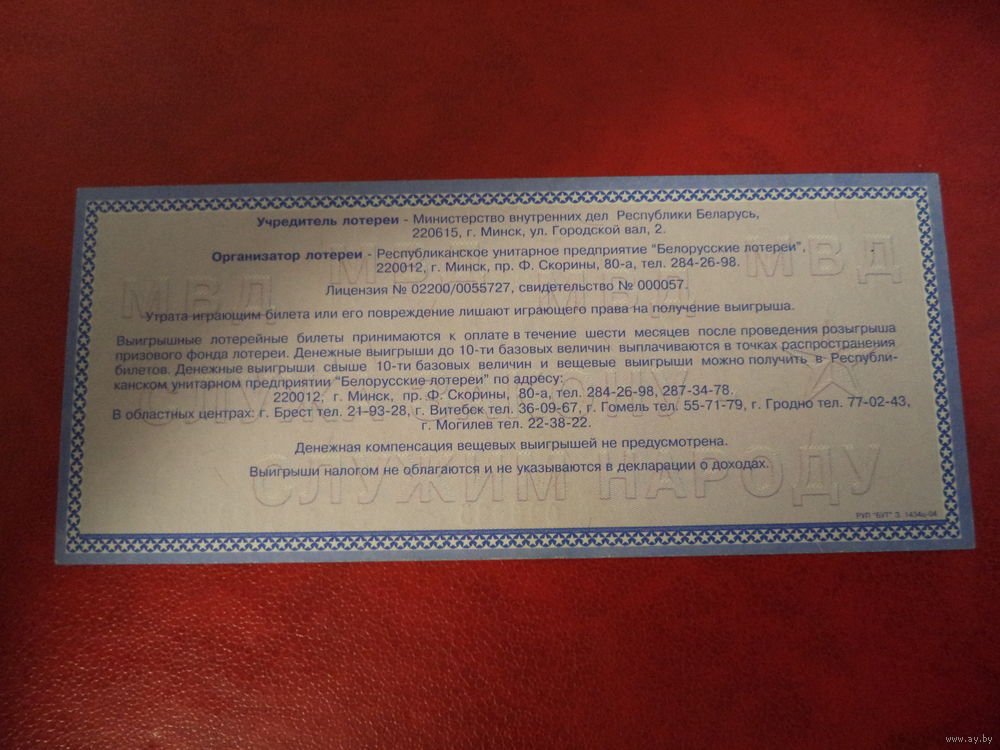 Учредитель лотереи - Министерство внутренних дел Республики Беларусь,
220615, г. Минск, ул. Городской вал, 2.
Организатор лотереи - Республиканское унитарное предприятие "Белорусские лотереи",
220012, г. Минск, пр. Ф. Скорины, 80-а, тел. 284-26-98.
Лицензия № 02200/0055727, свидетельство № 000057.
Утрата играющим билета или его повреждение лишают играющего права на получение выигрыша.
Выигрышные лотерейные билеты принимаются к оплате в течение шести месяцев после проведения розыгрыша
призового фонда лотереи. Денежные выигрыши до 10-ти базовых величин выплачиваются в точках распространения
билетов. Денежные выигрыши свыше 10-ти базовых величин и вещевые выигрыши можно получить в Республи-
канском унитарном предприятии "Белорусские лотереи" по адресу:
220012, г. Минск, пр. Ф. Скорины, 80-а, тел. 284-26-98, 287-34-78.
В областных центрах: г. Брест тел. 21-93-28, г. Витебск тел. 36-09-67, г. Гомель тел. 55-71-79, г. Гродно тел. 77-02-43,
г. Могилев тел. 22-38-22.
Денежная компенсация вещевых выигрышей не предусмотрена.
Выигрыши налогом не облагаются и не указываются в декларации о доходах.
МВД МВД МВД МВД
СЛУЖИМ НАРОДУ
СЛУЖИМ НАРОДУ
РУП "БУТ" З. 1434ц-04
www.ay.by